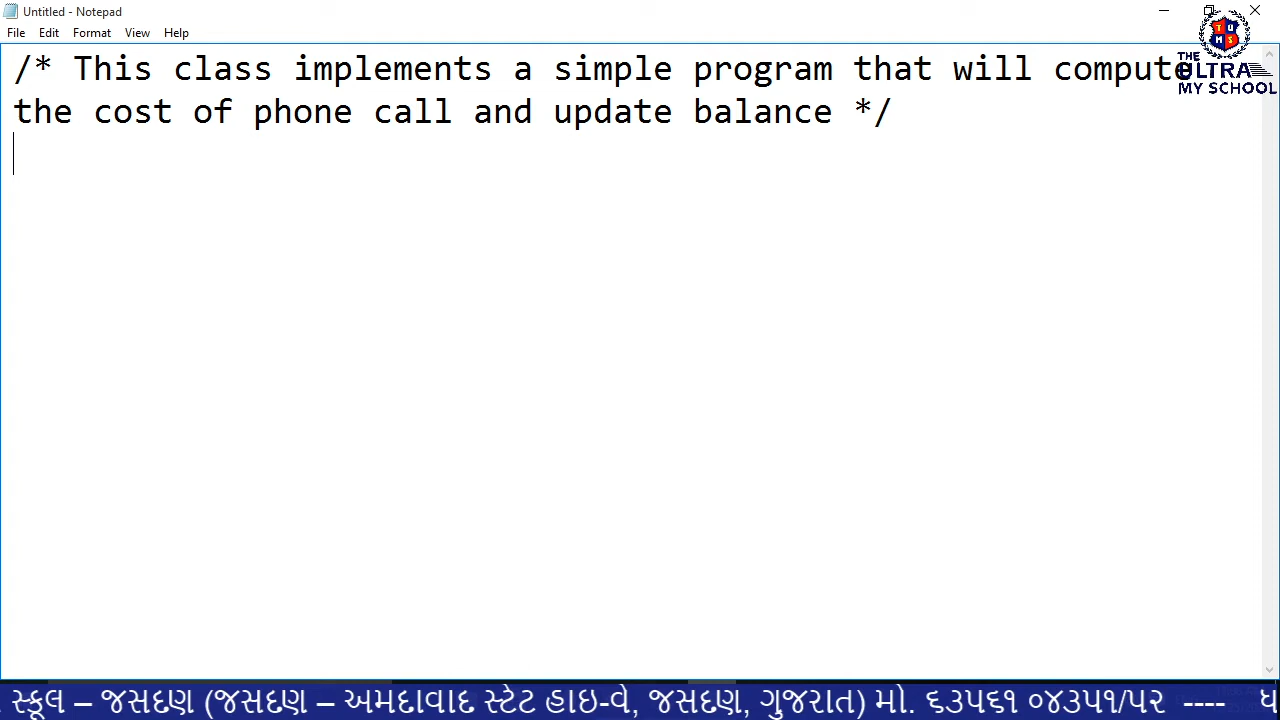 Untitled - Notepad
File Edit Format View Help
/* This class implements a simple program that will compute
the cost of phone call and update balance */
TUMS
THE
ULTRA
MY SCHOOL
સ્કૂલ – જસદણ (જસદણ – અમદાવાદ સ્ટેટ હાઇ-વે, જસદણ, ગુજરાત) મો. ૬૩૫૬૧ ૦૪૩૫૧/૫૨ ----